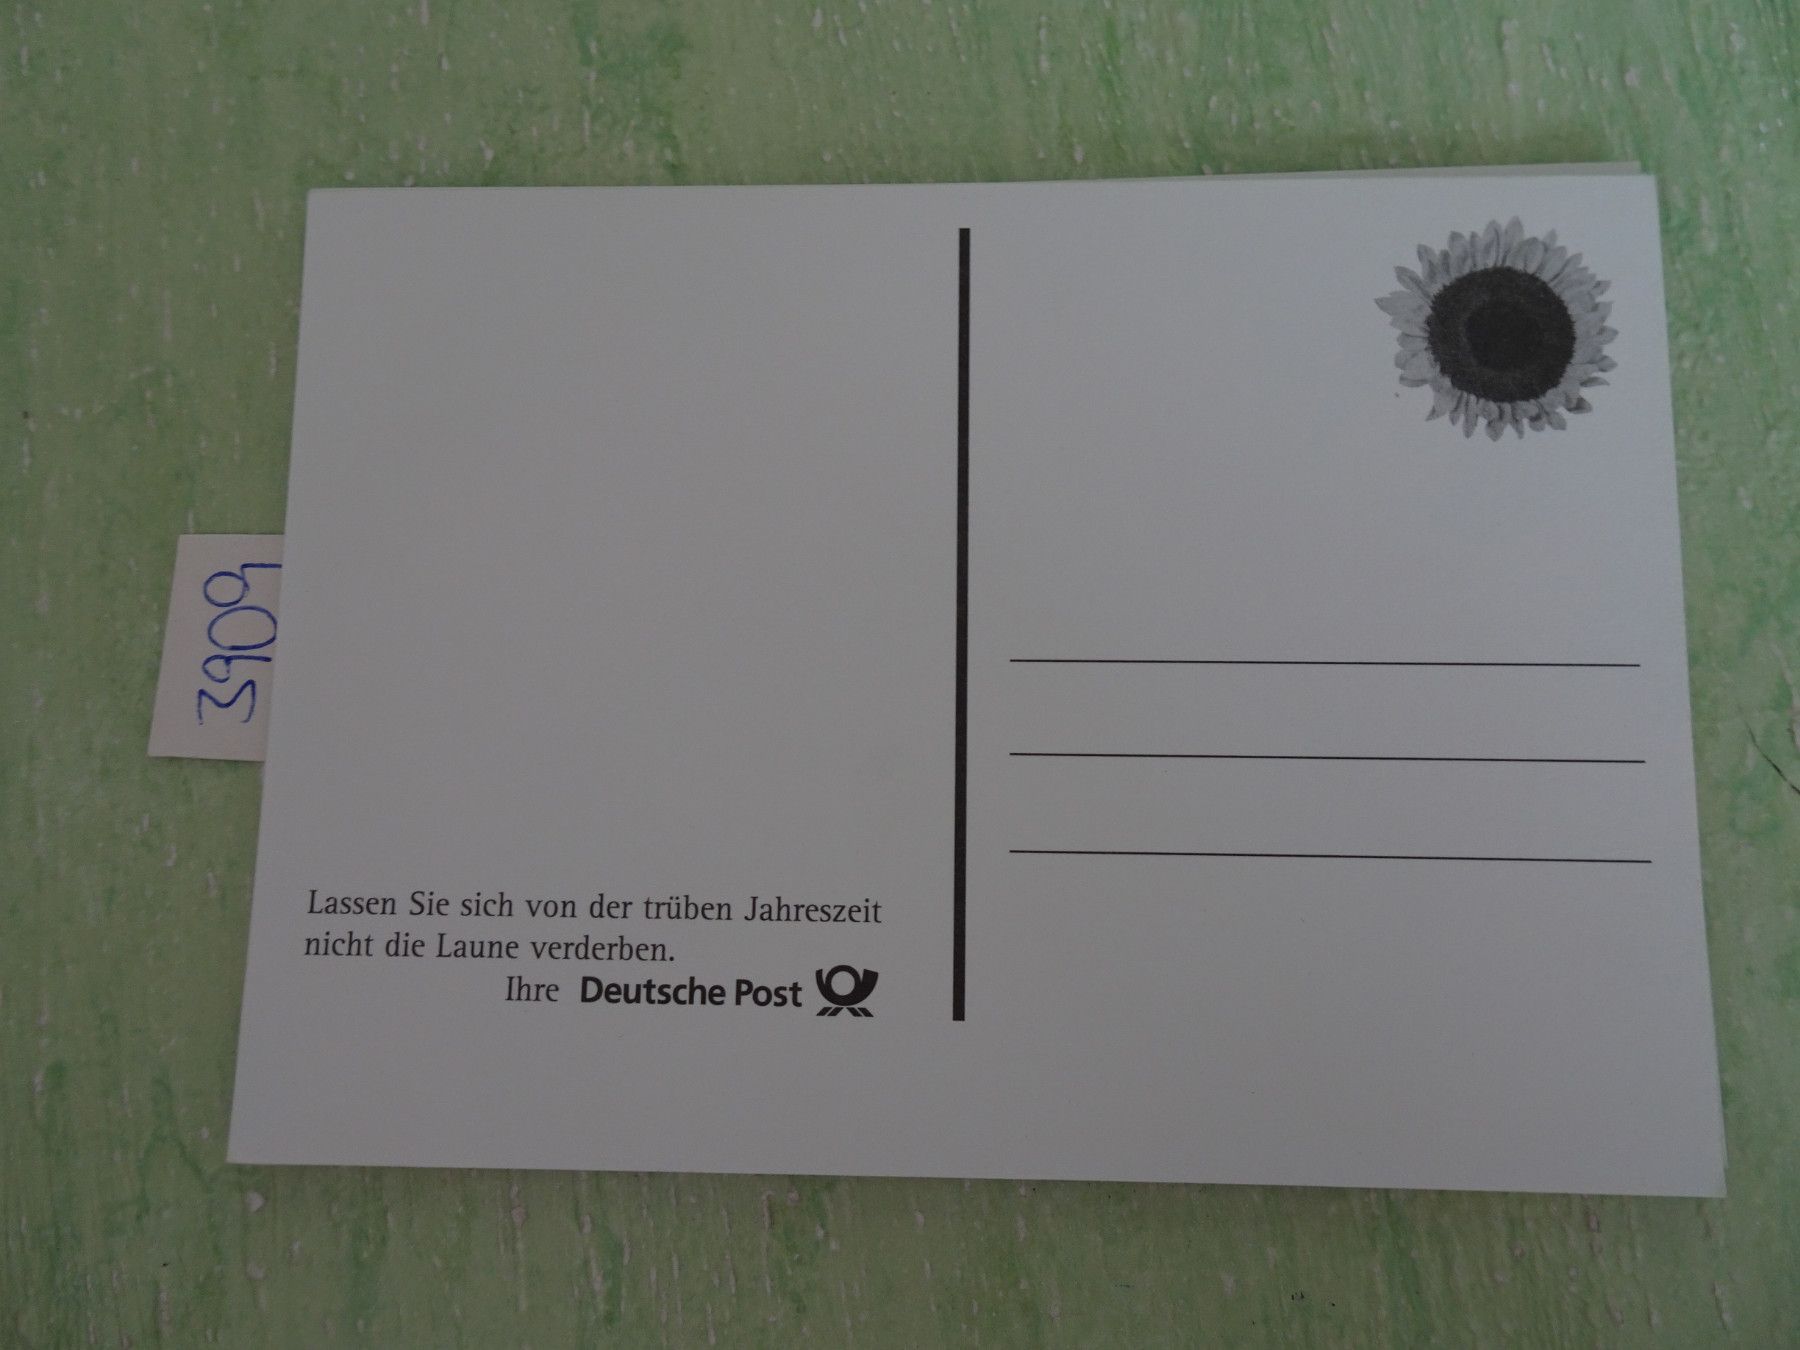 3909
Lassen Sie sich von der trüben Jahreszeit
nicht die Laune verderben.
Ihre Deutsche Post